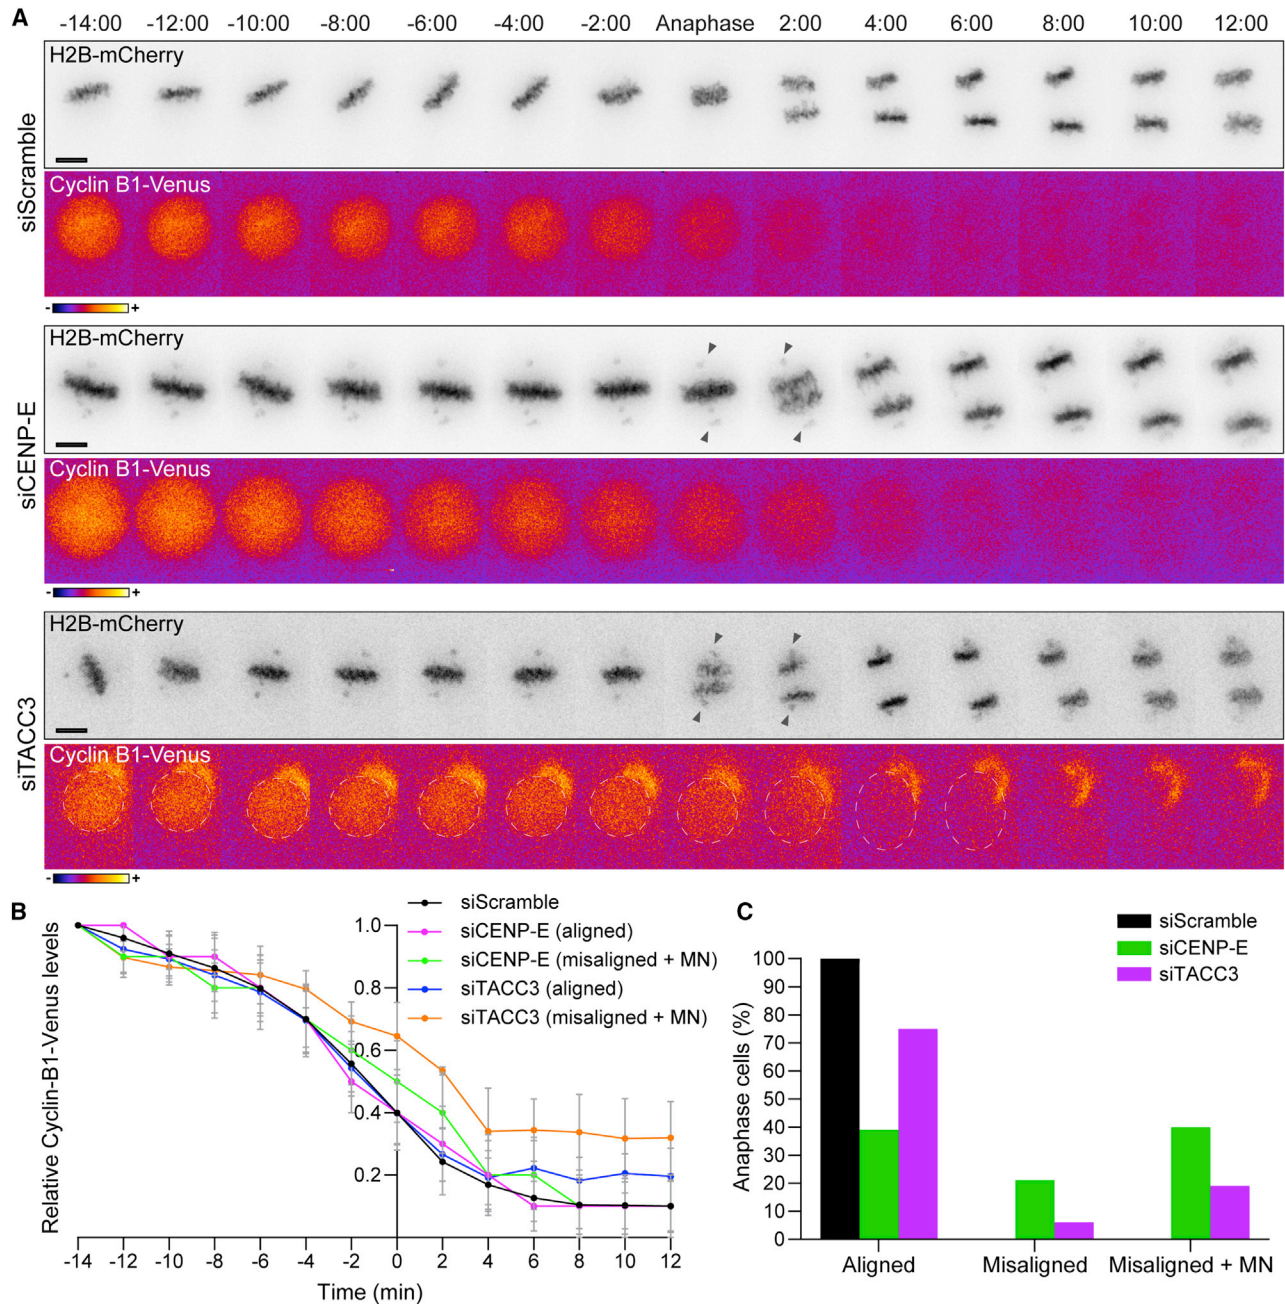 A
-14:00 -12:00 -10:00 -8:00 -6:00 -4:00 -2:00 Anaphase 2:00 4:00 6:00 8:00 10:00 12:00
siScramble
H2B-mCherry
Cyclin B1-Venus
- +
siCENP-E
H2B-mCherry
Cyclin B1-Venus
- +
siTACC3
H2B-mCherry
Cyclin B1-Venus
- +
B
Relative Cyclin-B1-Venus levels
1.0
0.8
0.6
0.4
0.2
siScramble
siCENP-E (aligned)
siCENP-E (misaligned + MN)
siTACC3 (aligned)
siTACC3 (misaligned + MN)
-14 -12 -10 -8 -6 -4 -2 0 2 4 6 8 10 12
Time (min)
C
siScramble
siCENP-E
siTACC3
Anaphase cells (%)
100
90
80
70
60
50
40
30
20
10
0
Aligned Misaligned Misaligned + MN